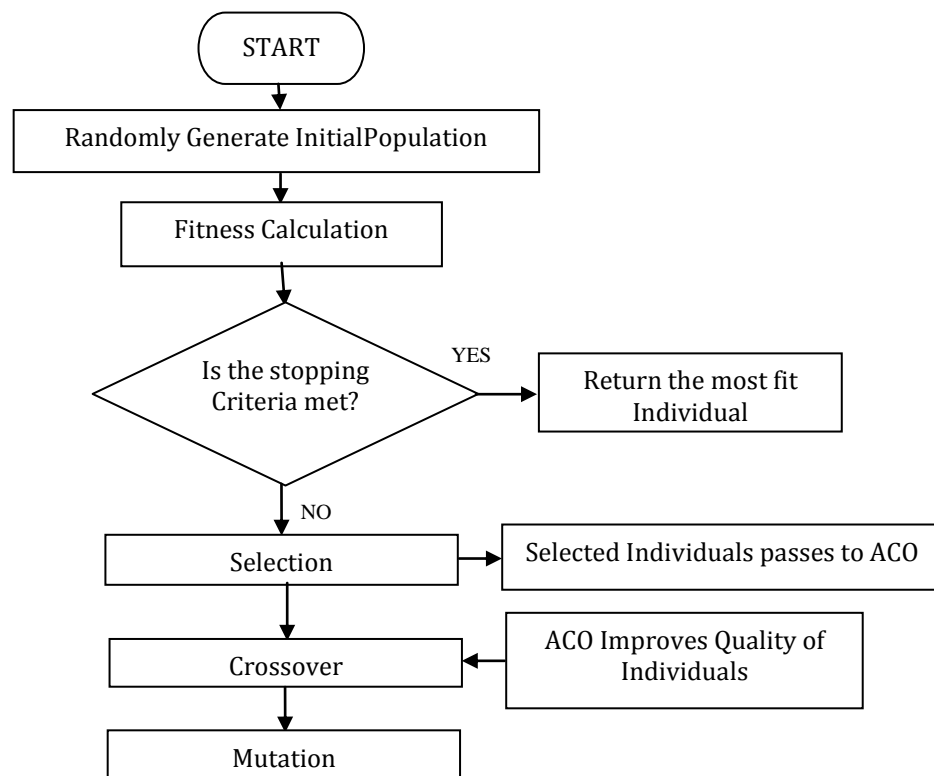 START
Randomly Generate InitialPopulation
Fitness Calculation
Is the stopping
Criteria met?
YES
Return the most fit
Individual
NO
Selection
Selected Individuals passes to ACO
Crossover
ACO Improves Quality of
Individuals
Mutation